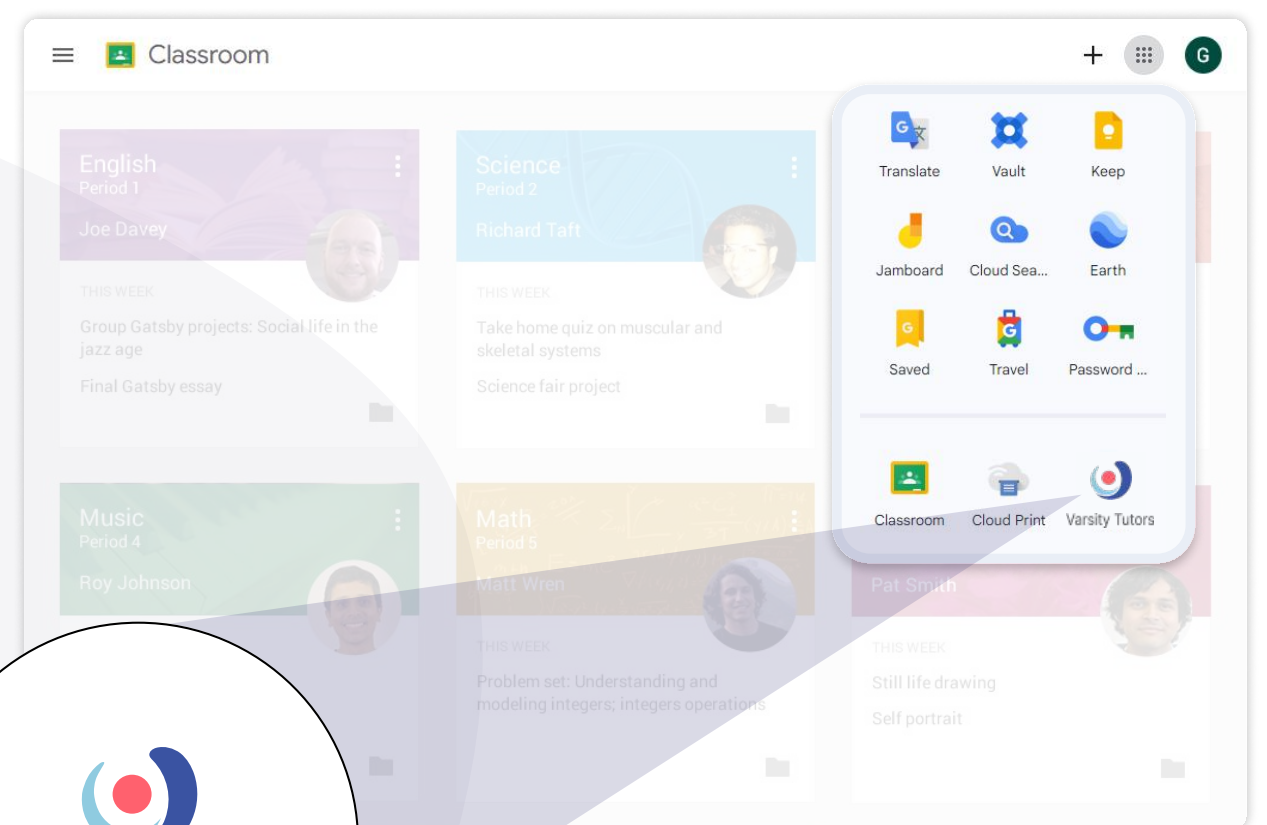 Classroom
G
English
Period 1
Joe Davey
THIS WEEK
Group Gatsby projects: Social life in the
jazz age
Final Gatsby essay
Science
Period 2
Richard Taft
THIS WEEK
Take home quiz on muscular and
skeletal systems
Science fair project
Translate
Vault
Keep
Jamboard
Cloud Sea...
Earth
Saved
Travel
Password ...
Classroom
Cloud Print
Varsity Tutors
Music
Period 4
Roy Johnson
Math
Period 5
Matt Wren
THIS WEEK
Problem set: Understanding and
modeling integers; integers operations
Pat Smith
THIS WEEK
Still life drawing
Self portrait